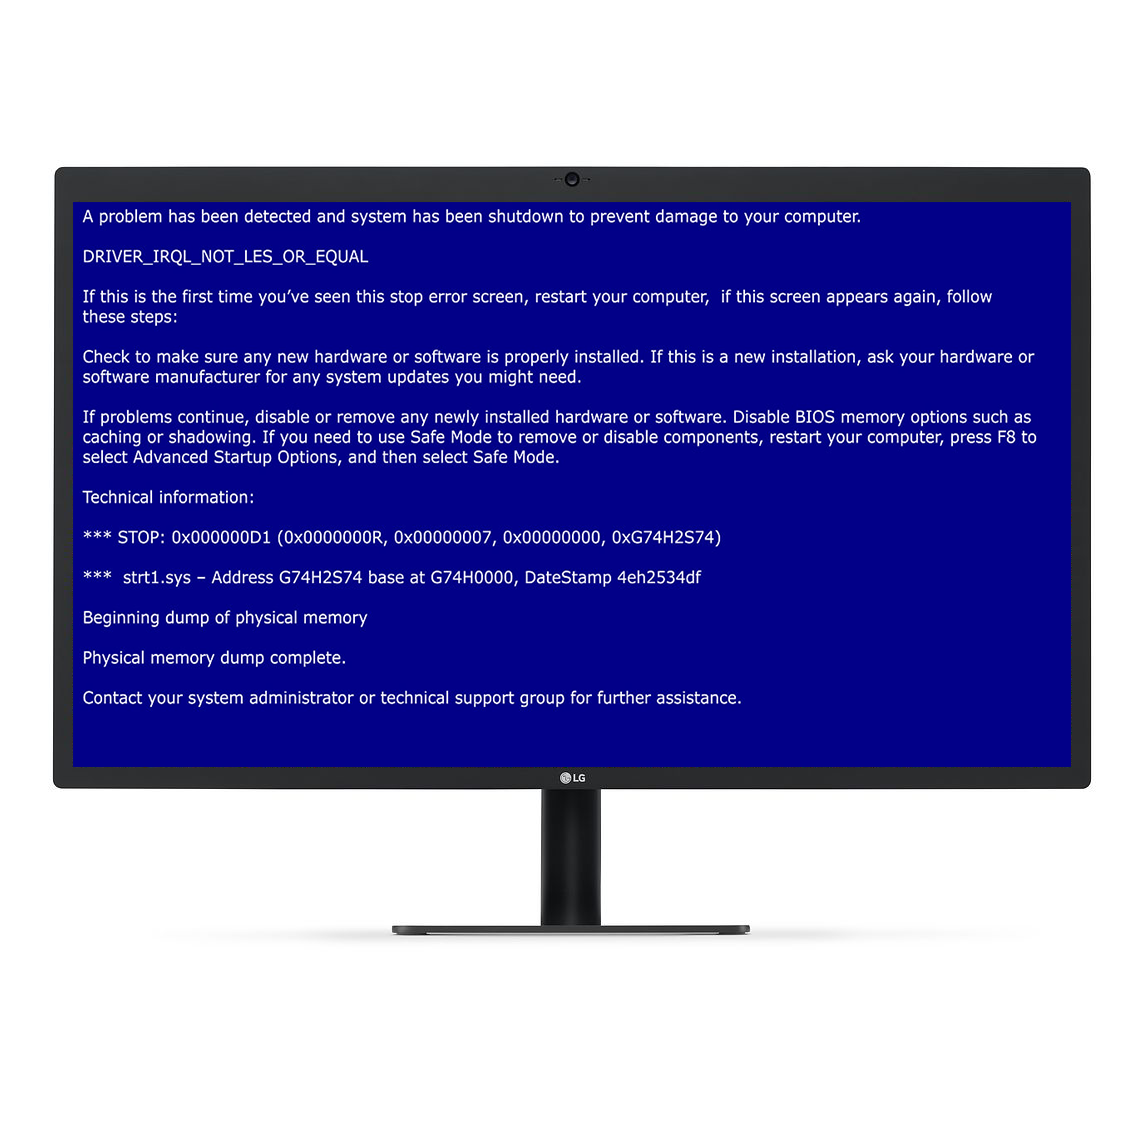 A problem has been detected and system has been shutdown to prevent damage to your computer.
DRIVER_IRQL_NOT_LES_OR_EQUAL
If this is the first time you’ve seen this stop error screen, restart your computer,  if this screen appears again, follow
these steps:
Check to make sure any new hardware or software is properly installed. If this is a new installation, ask your hardware or
software manufacturer for any system updates you might need.
If problems continue, disable or remove any newly installed hardware or software. Disable BIOS memory options such as
caching or shadowing. If you need to use Safe Mode to remove or disable components, restart your computer, press F8 to
select Advanced Startup Options, and then select Safe Mode.
Technical information:
*** STOP: 0x000000D1 (0x0000000R, 0x00000007, 0x00000000, 0xG74H2S74)
***  strt1.sys – Address G74H2S74 base at G74H0000, DateStamp 4eh2534df
Beginning dump of physical memory
Physical memory dump complete.
Contact your system administrator or technical support group for further assistance.
LG